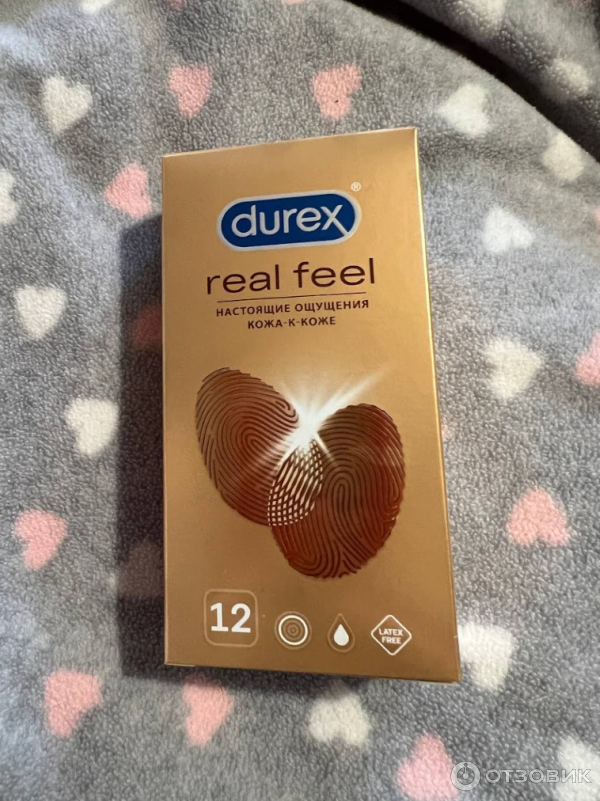 durex®
real feel
НАСТОЯЩИЕ ОЩУЩЕНИЯ
КОЖА-К-КОЖЕ
12
LATEX
FREE
ОТЗОВИК